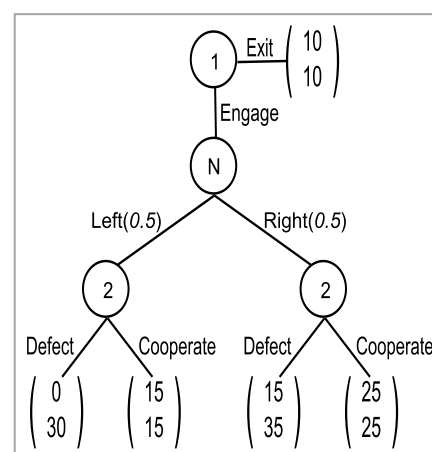 1 Exit 10
10
Engage
N
Left(0.5) Right(0.5)
2 2
Defect Cooperate Defect Cooperate
0 15 15 25
30 15 35 25